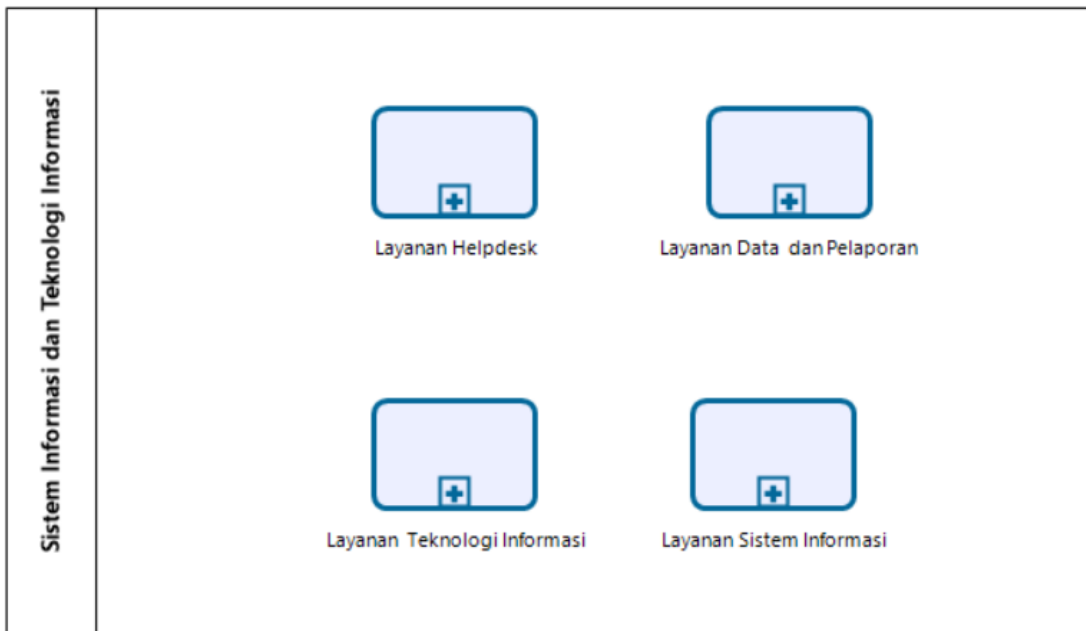 Sistem Informasi dan Teknologi Informasi
Layanan Helpdesk
Layanan Data dan Pelaporan
Layanan Teknologi Informasi
Layanan Sistem Informasi